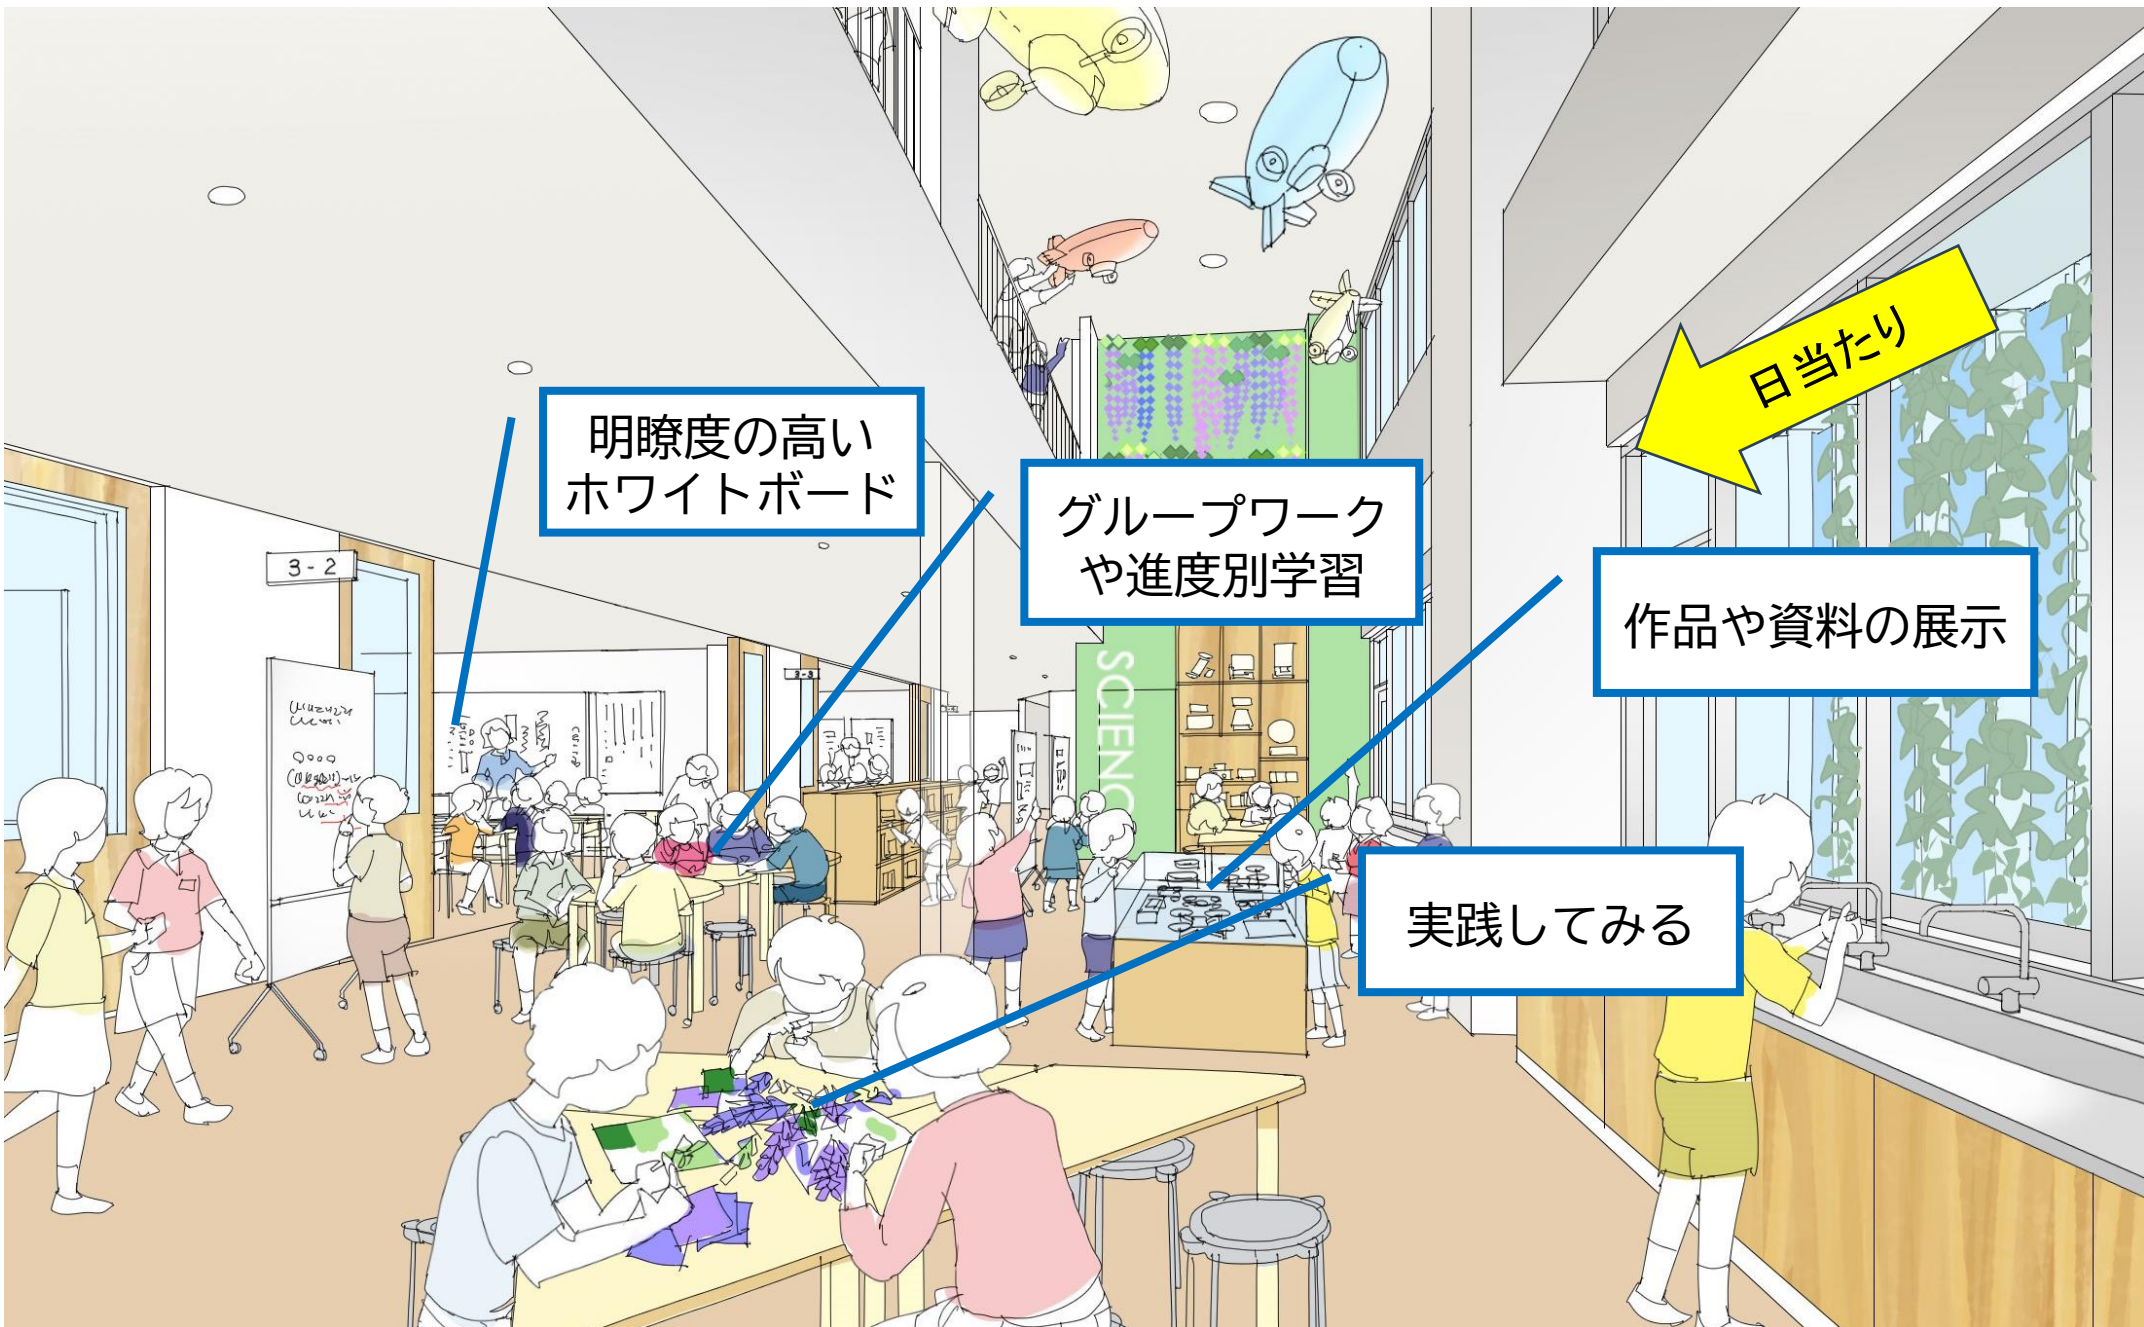 日当たり
明瞭度の高い
ホワイトボード
グループワーク
や進度別学習
作品や資料の展示
3-2
3-3
SCIENC
実践してみる